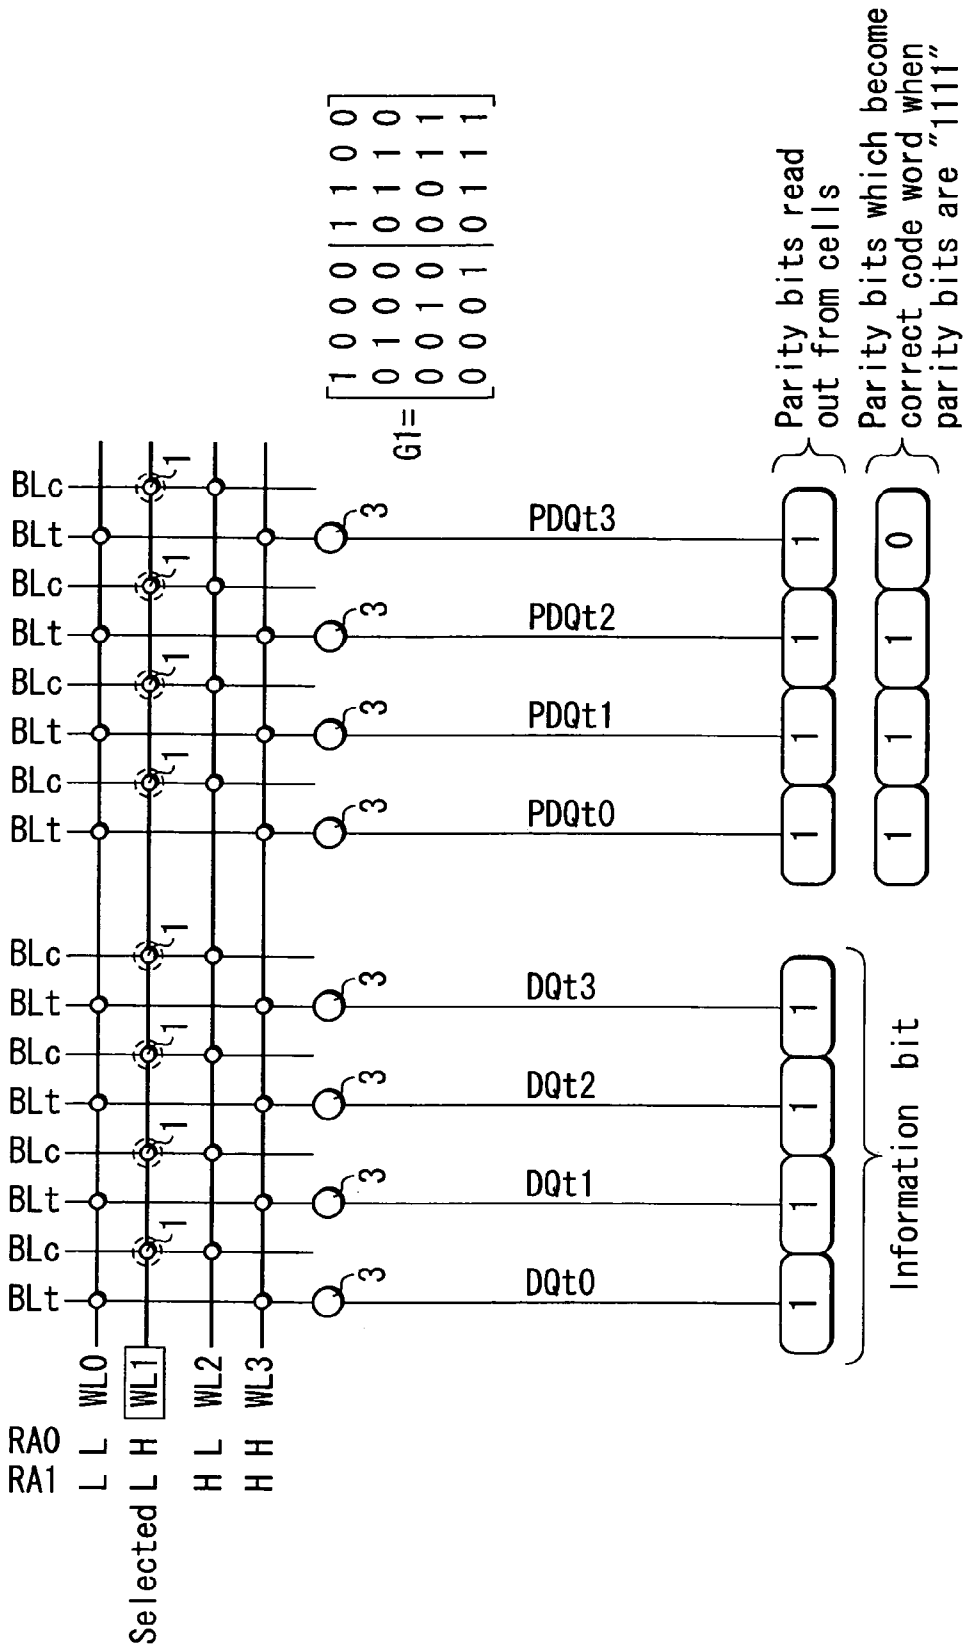 RA1 RA0
L L WL0
Selected L H WL1
H L WL2
H H WL3
BLt BLc BLt BLc BLt BLc BLt BLc BLt BLc BLt BLc BLt BLc BLt BLc
1 1 1 1 1 1 1 1
3 3 3 3 3 3 3 3
DQt0 DQt1 DQt2 DQt3 PDQt0 PDQt1 PDQt2 PDQt3
G1=
1 0 0 0 1 1 0 0
0 1 0 0 0 1 1 0
0 0 1 0 0 0 1 1
0 0 0 1 0 1 1 1
1 1 1 1 1 1 1 1
Parity bits read
out from cells
Information bit
1 1 1 0
Parity bits which become
correct code word when
parity bits are "1111"